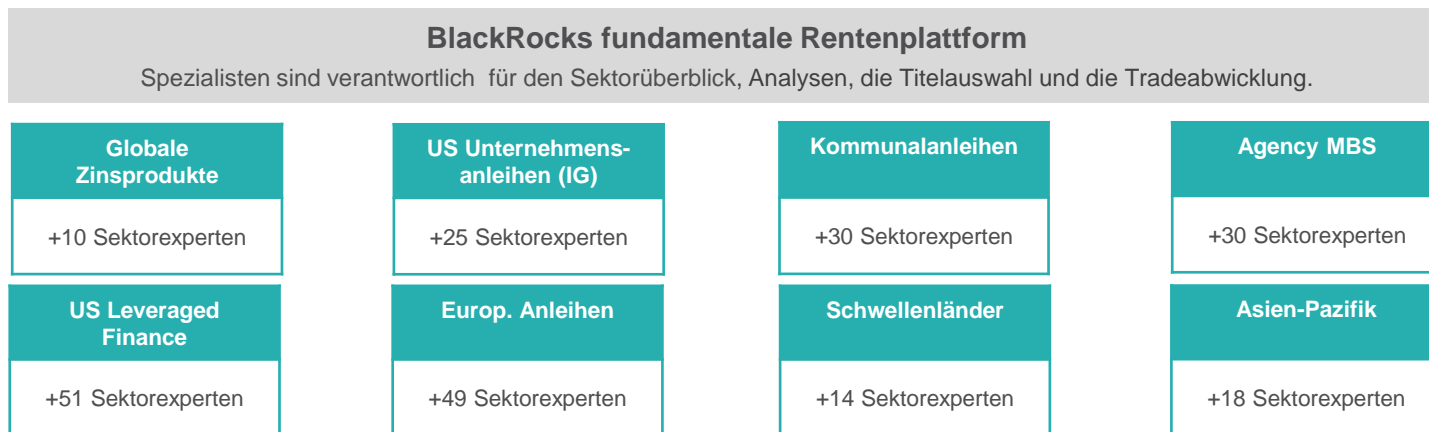 BlackRocks fundamentale Rentenplattform
Spezialisten sind verantwortlich  für den Sektorüberblick, Analysen, die Titelauswahl und die Tradeabwicklung.
Globale
Zinsprodukte
+10 Sektorexperten
US Unternehmens-
anleihen (IG)
+25 Sektorexperten
Kommunalanleihen
+30 Sektorexperten
Agency MBS
+30 Sektorexperten
US Leveraged
Finance
+51 Sektorexperten
Europ. Anleihen
+49 Sektorexperten
Schwellenländer
+14 Sektorexperten
Asien-Pazifik
+18 Sektorexperten